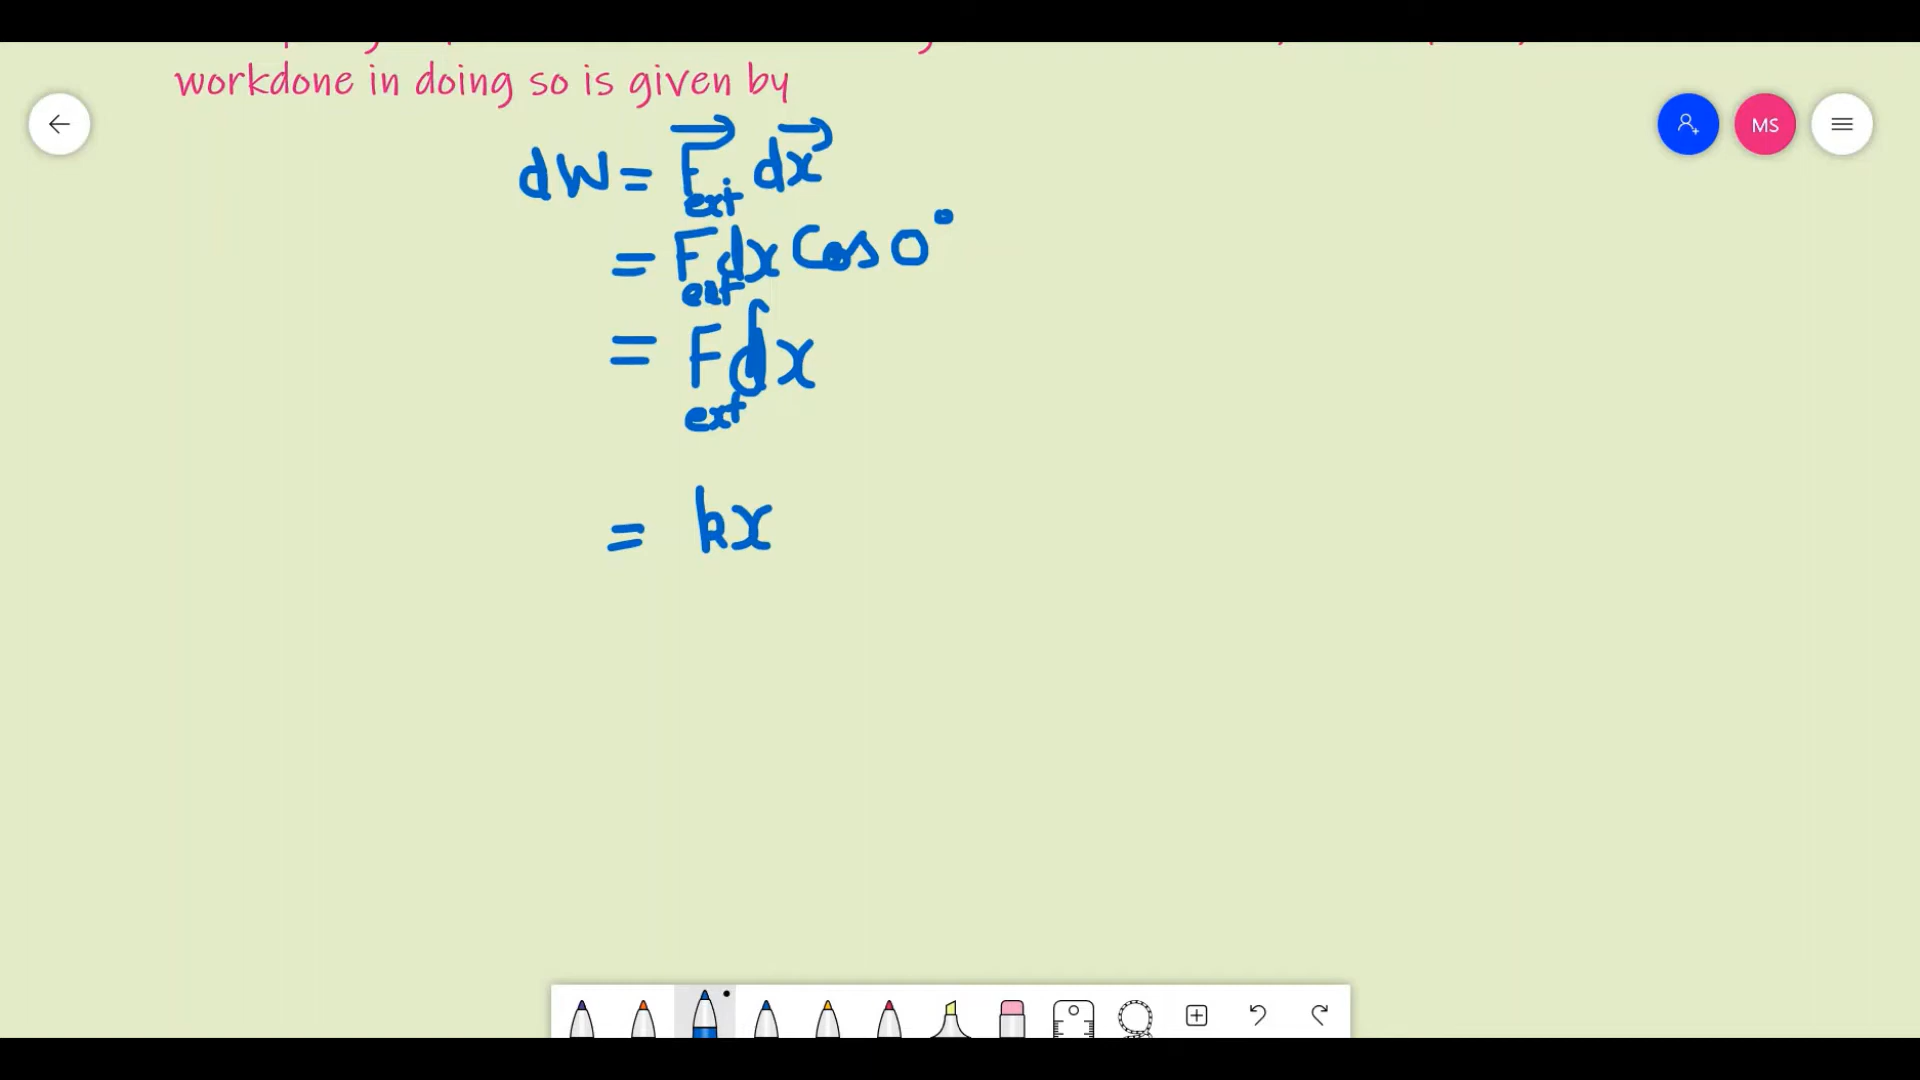 workdone in doing so is given by
MS
dW = F⃗ext . dx⃗
= Fext dx Cos 0°
= Fext dx
= kx